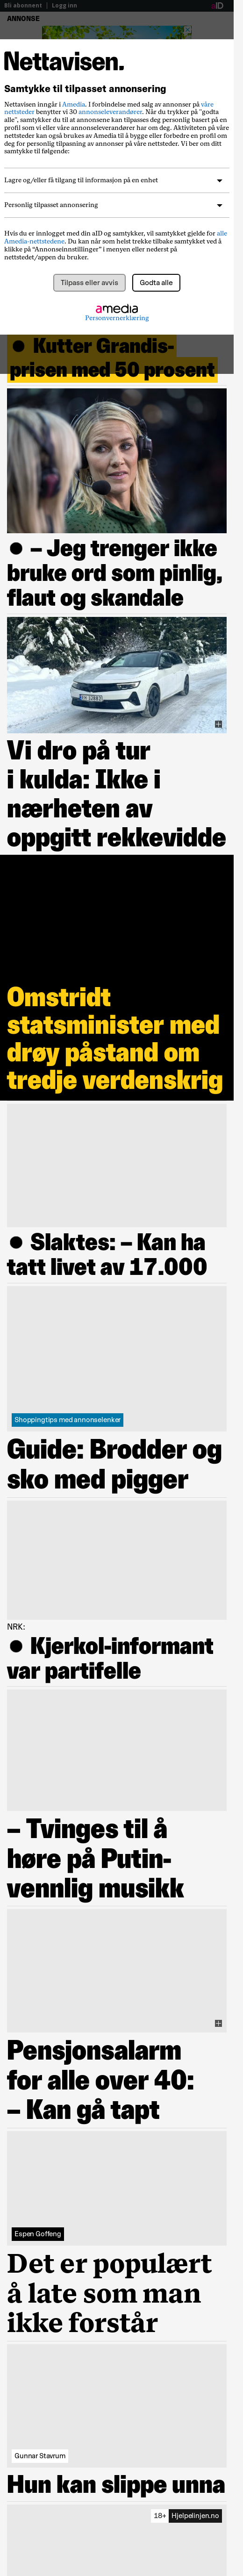 Bli abonnent | Logg inn
aID
ANNONSE
Nettavisen.
Samtykke til tilpasset annonsering
Nettavisen inngår i Amedia. I forbindelse med salg av annonser på våre
nettsteder benytter vi 30 annonseleverandører. Når du trykker på "godta
alle", samtykker du til at annonsene kan tilpasses deg personlig basert på en
profil som vi eller våre annonseleverandører har om deg. Aktiviteten på våre
nettsteder kan også brukes av Amedia til å bygge eller forbedre en profil om
deg for personlig tilpasning av annonser på våre nettsteder. Vi ber om ditt
samtykke til følgende:
Lagre og/eller få tilgang til informasjon på en enhet
Personlig tilpasset annonsering
Hvis du er innlogget med din aID og samtykker, vil samtykket gjelde for alle
Amedia-nettstedene. Du kan når som helst trekke tilbake samtykket ved å
klikke på “Annonseinnstillinger” i menyen eller nederst på
nettstedet/appen du bruker.
Tilpass eller avvis
Godta alle
amedia
Personvernerklæring
● Kutter Grandis-
prisen med 50 prosent
● – Jeg trenger ikke
bruke ord som pinlig,
flaut og skandale
Vi dro på tur
i kulda: Ikke i
nærheten av
oppgitt rekkevidde
Omstridt
statsminister med
drøy påstand om
tredje verdenskrig
● Slaktes: – Kan ha
tatt livet av 17.000
Shoppingtips med annonselenker
Guide: Brodder og
sko med pigger
NRK:
● Kjerkol-informant
var partifelle
– Tvinges til å
høre på Putin-
vennlig musikk
Pensjonsalarm
for alle over 40:
– Kan gå tapt
Espen Goffeng
Det er populært
å late som man
ikke forstår
Gunnar Stavrum
Hun kan slippe unna
18+ Hjelpelinjen.no